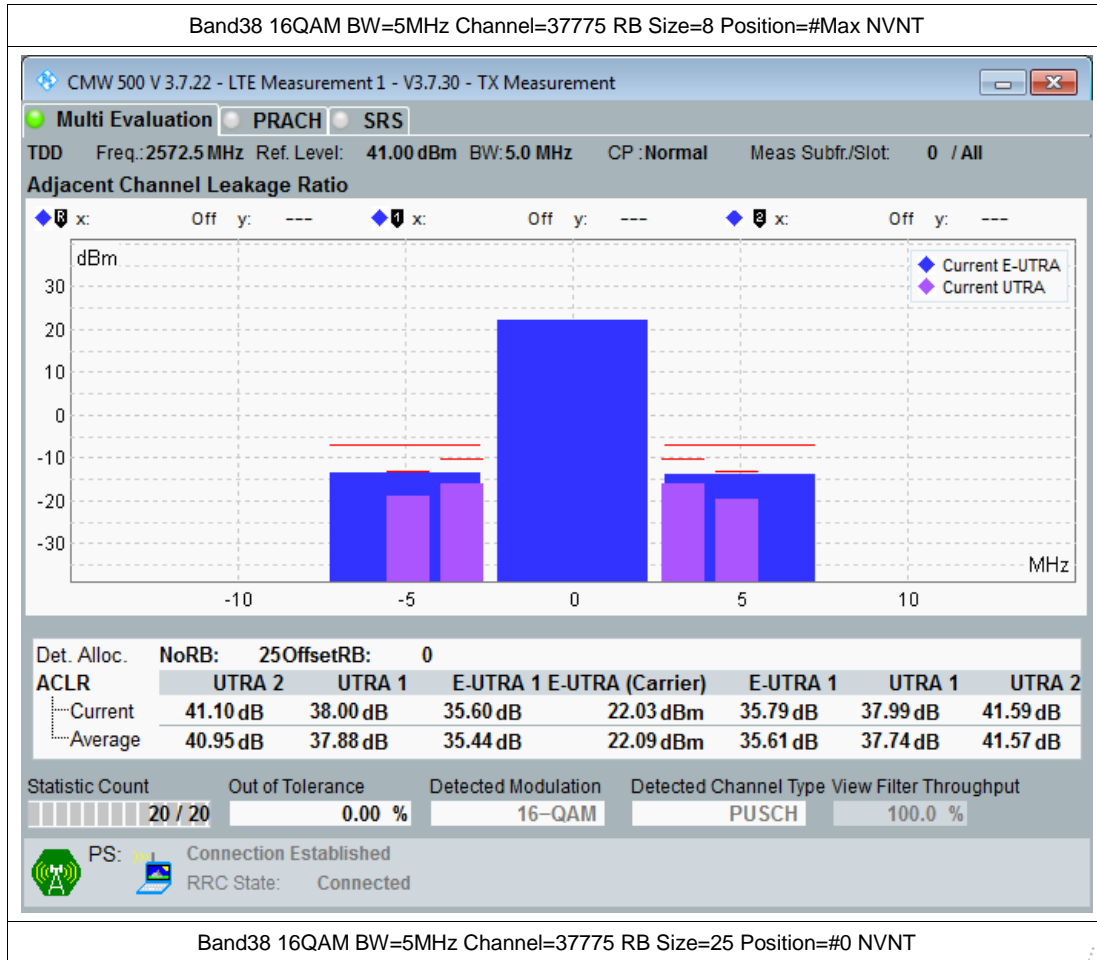 Band38 16QAM BW=5MHz Channel=37775 RB Size=8 Position=#Max NVNT
CMW 500 V 3.7.22 - LTE Measurement 1 - V3.7.30 - TX Measurement
Multi Evaluation PRACH SRS
TDD Freq.: 2572.5 MHz Ref. Level: 41.00 dBm BW: 5.0 MHz CP : Normal Meas Subfr./Slot: 0 / All
Adjacent Channel Leakage Ratio
R x: Off y: --- 1 x: Off y: --- 2 x: Off y: ---
dBm
Current E-UTRA
Current UTRA
30
20
10
0
-10
-20
-30
MHz
-10 -5 0 5 10
Det. Alloc. NoRB: 25 OffsetRB: 0
ACLR UTRA 2 UTRA 1 E-UTRA 1 E-UTRA (Carrier) E-UTRA 1 UTRA 1 UTRA 2
Current 41.10 dB 38.00 dB 35.60 dB 22.03 dBm 35.79 dB 37.99 dB 41.59 dB
Average 40.95 dB 37.88 dB 35.44 dB 22.09 dBm 35.61 dB 37.74 dB 41.57 dB
Statistic Count Out of Tolerance Detected Modulation Detected Channel Type View Filter Throughput
20 / 20 0.00 % 16-QAM PUSCH 100.0 %
PS: Connection Established
RRC State: Connected
Band38 16QAM BW=5MHz Channel=37775 RB Size=25 Position=#0 NVNT